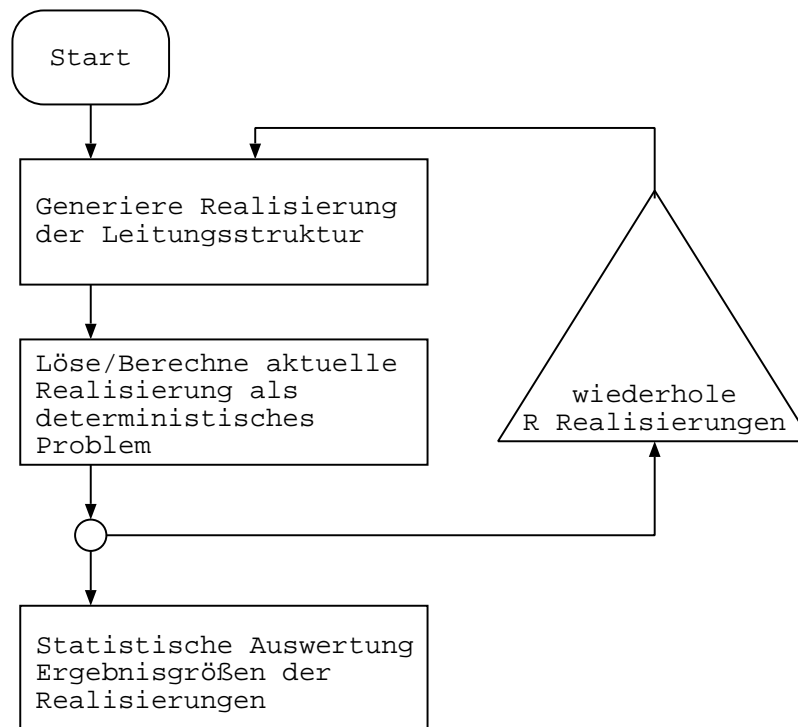 Start
Generiere Realisierung
der Leitungsstruktur
Löse/Berechne aktuelle
Realisierung als
deterministisches
Problem
wiederhole
R Realisierungen
Statistische Auswertung
Ergebnisgrößen der
Realisierungen